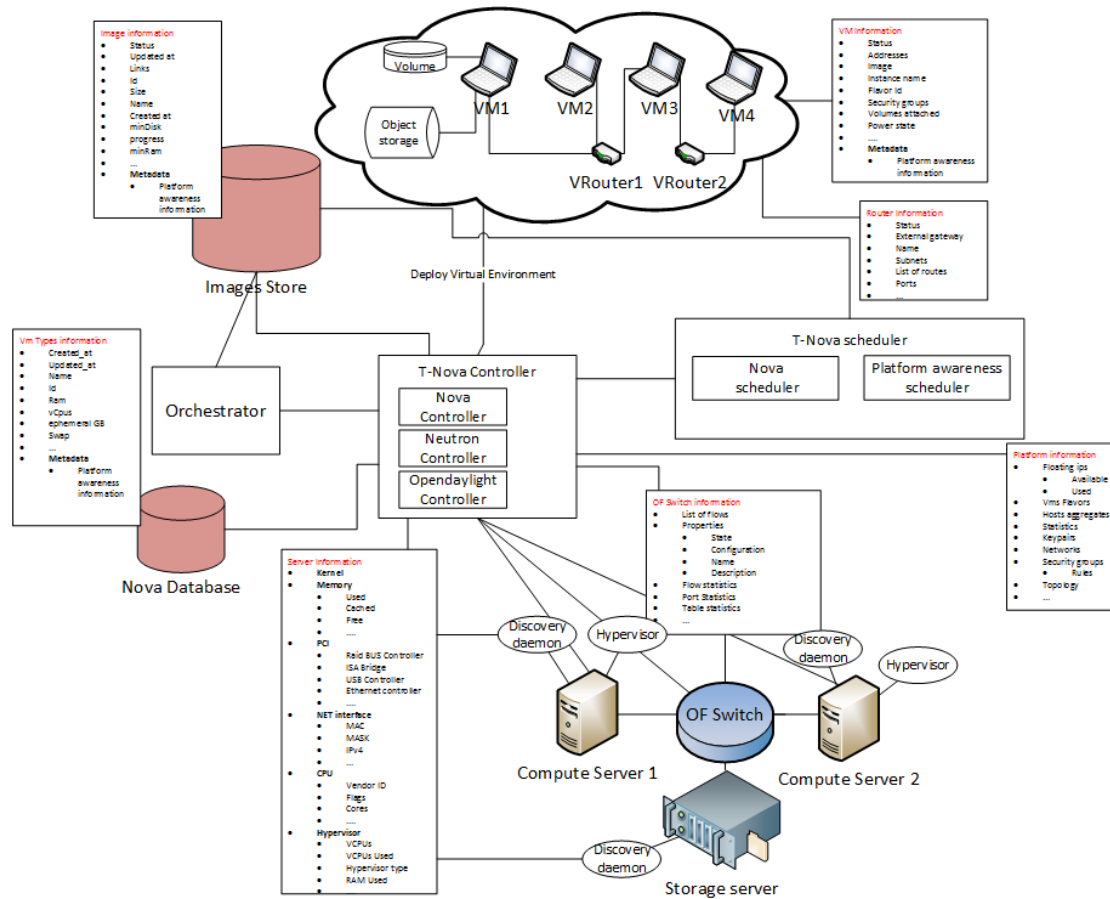 Image information
Status
Updated at
Links
Id
Size
Name
Created at
minDisk
progress
minRam
...
Metadata
Platform
awareness
information
Images Store
Volume
Object
storage
VM1
VM2
VM3
VM4
VRouter1
VRouter2
VM Information
Status
Addresses
Image
Instance name
Flavor Id
Security groups
Volumes attached
Power state
....
Metadata
Platform awareness
information
Router Information
Status
External gateway
Name
Subnets
List of routes
Ports
...
Deploy Virtual Environment
Vm Types information
Created_at
Updated_at
Name
Id
Ram
vCpus
ephemeral GB
Swap
...
Metadata
Platform
awareness
information
Orchestrator
Nova Database
T-Nova Controller
Nova
Controller
Neutron
Controller
Opendaylight
Controller
T-Nova scheduler
Nova
scheduler
Platform awareness
scheduler
Platform information
Floating ips
Available
Used
Vms Flavors
Hosts aggregates
Statistics
Keypairs
Networks
Security groups
Rules
Topology
...
OF Switch information
List of flows
Properties
State
Configuration
Name
Description
Flow statistics
Port Statistics
Table statistics
...
Server Information
Kernel
Memory
Used
Cached
Free
....
PCI
Raid BUS Controller
ISA Bridge
USB Controller
Ethernet controller
....
NET interface
MAC
MASK
IPv4
...
CPU
Vendor ID
Flags
Cores
....
Hypervisor
VCPUs
VCPUs Used
Hypervisor type
RAM Used
....
Discovery
daemon
Hypervisor
Discovery
daemon
Hypervisor
OF Switch
Compute Server 1
Compute Server 2
Discovery
daemon
Storage server